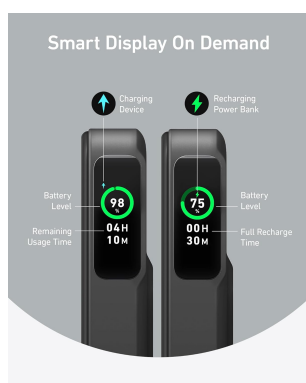 Smart Display On Demand
Charging
Device
Recharging
Power Bank
Battery
Level
98
%
Remaining
Usage Time
04H
10M
75
%
Battery
Level
00H
30M
Full Recharge
Time